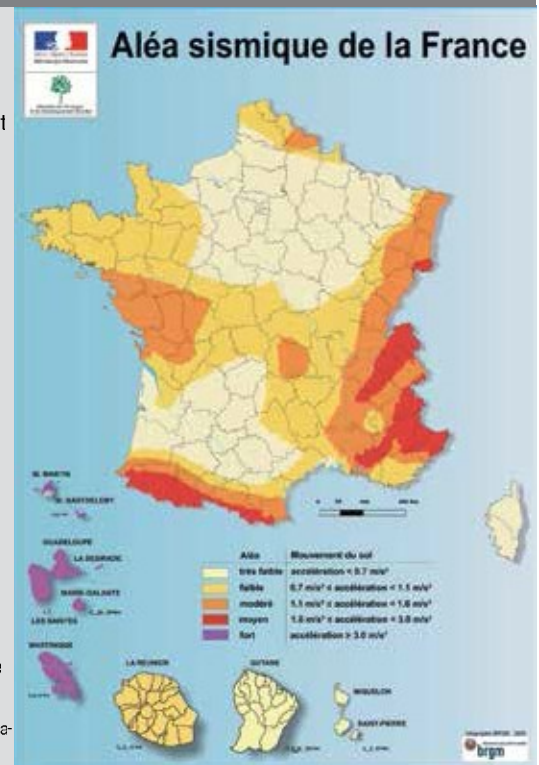 t
e
a-
Aléa sismique de la France
ST. MARTIN
ST. BARTHELEMY
GUADELOUPE
LA DESIRADE
MARIE-GALANTE
LES SAINTES
MARTINIQUE
LA REUNION
GUYANE
MIQUELON
SAINT-PIERRE
Aléa Mouvement du sol
très faible accélération < 0.7 m/s²
faible 0.7 m/s² ≤ accélération < 1.1 m/s²
modéré 1.1 m/s² ≤ accélération < 1.6 m/s²
moyen 1.6 m/s² ≤ accélération < 3.0 m/s²
fort accélération ≥ 3.0 m/s²
brgm